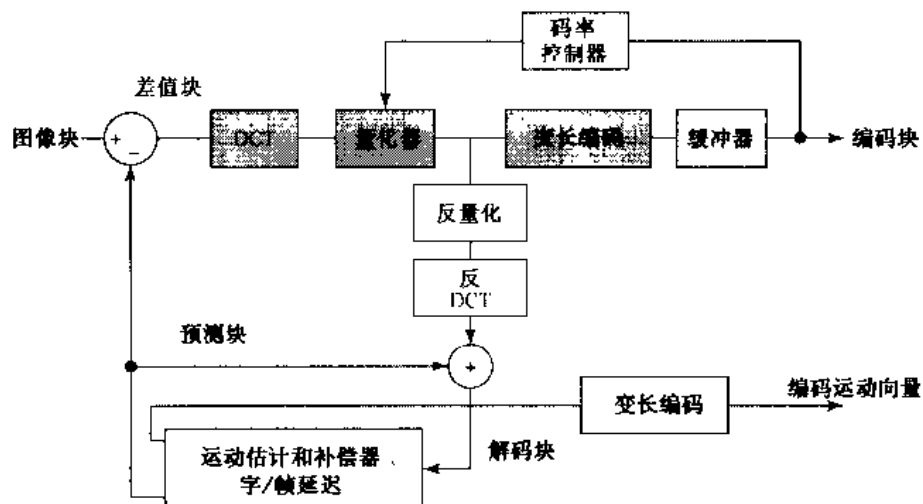 码率
控制器
差值块
图像块
+
−
DCT
量化器
变长编码
缓冲器
编码块
反量化
反
DCT
预测块
+
编码运动向量
变长编码
解码块
运动估计和补偿器
字/帧延迟